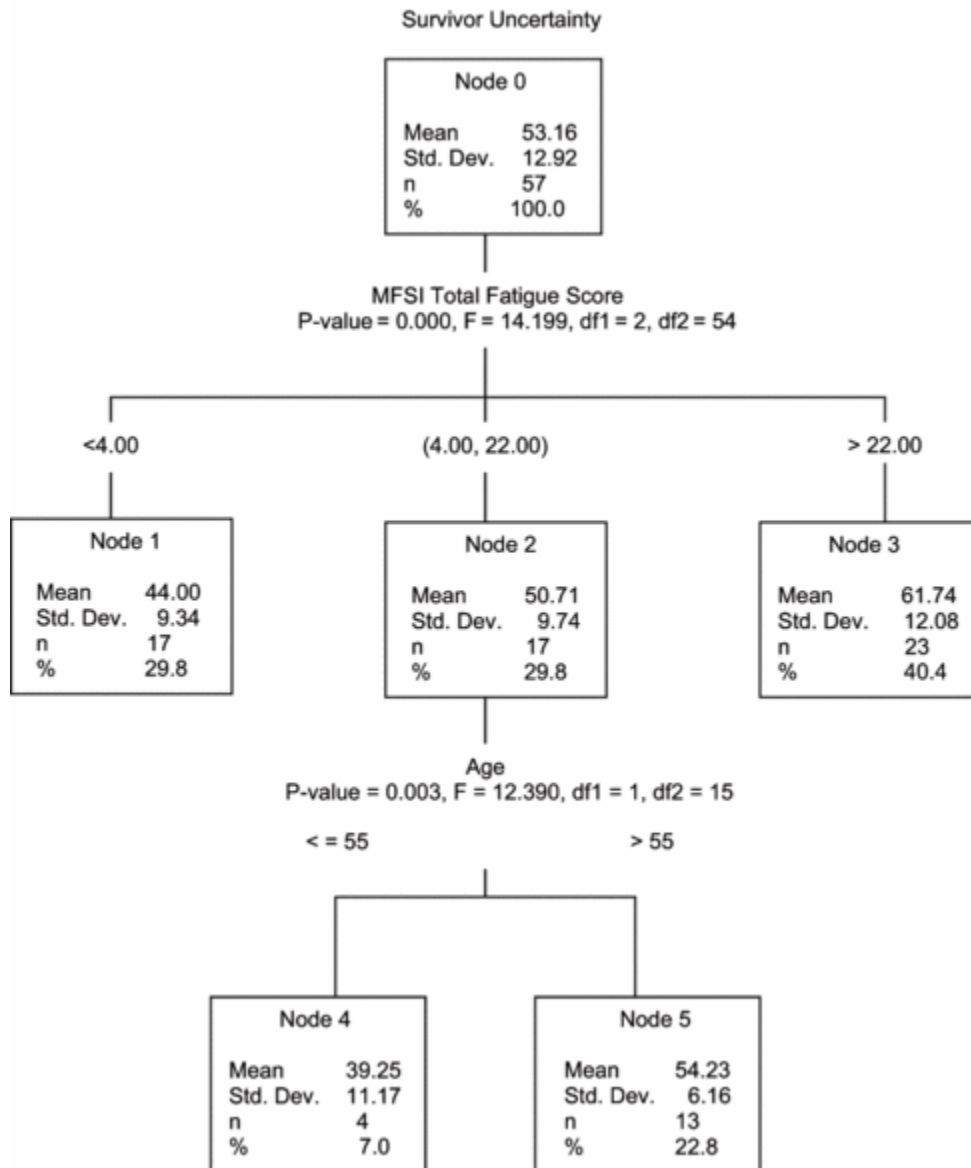 Survivor Uncertainty
Node 0
Mean 53.16
Std. Dev. 12.92
n 57
% 100.0
MFSI Total Fatigue Score
P-value = 0.000, F = 14.199, df1 = 2, df2 = 54
<4.00
(4.00, 22.00)
> 22.00
Node 1
Mean 44.00
Std. Dev. 9.34
n 17
% 29.8
Node 2
Mean 50.71
Std. Dev. 9.74
n 17
% 29.8
Node 3
Mean 61.74
Std. Dev. 12.08
n 23
% 40.4
Age
P-value = 0.003, F = 12.390, df1 = 1, df2 = 15
< = 55
> 55
Node 4
Mean 39.25
Std. Dev. 11.17
n 4
% 7.0
Node 5
Mean 54.23
Std. Dev. 6.16
n 13
% 22.8